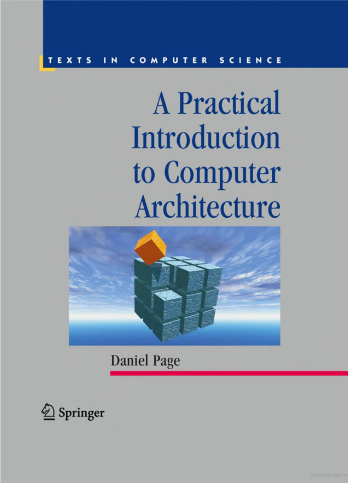 TEXTS IN COMPUTER SCIENCE
A Practical
Introduction
to Computer
Architecture
Daniel Page
Springer